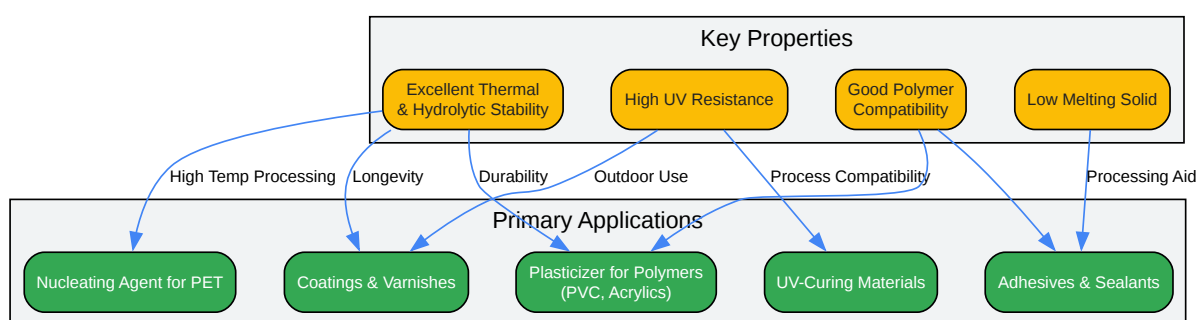 Key Properties
Excellent Thermal
& Hydrolytic Stability
High UV Resistance
Good Polymer
Compatibility
Low Melting Solid
High Temp Processing
Longevity
Durability
Outdoor Use
Process Compatibility
Processing Aid
Primary Applications
Nucleating Agent for PET
Coatings & Varnishes
Plasticizer for Polymers
(PVC, Acrylics)
UV-Curing Materials
Adhesives & Sealants